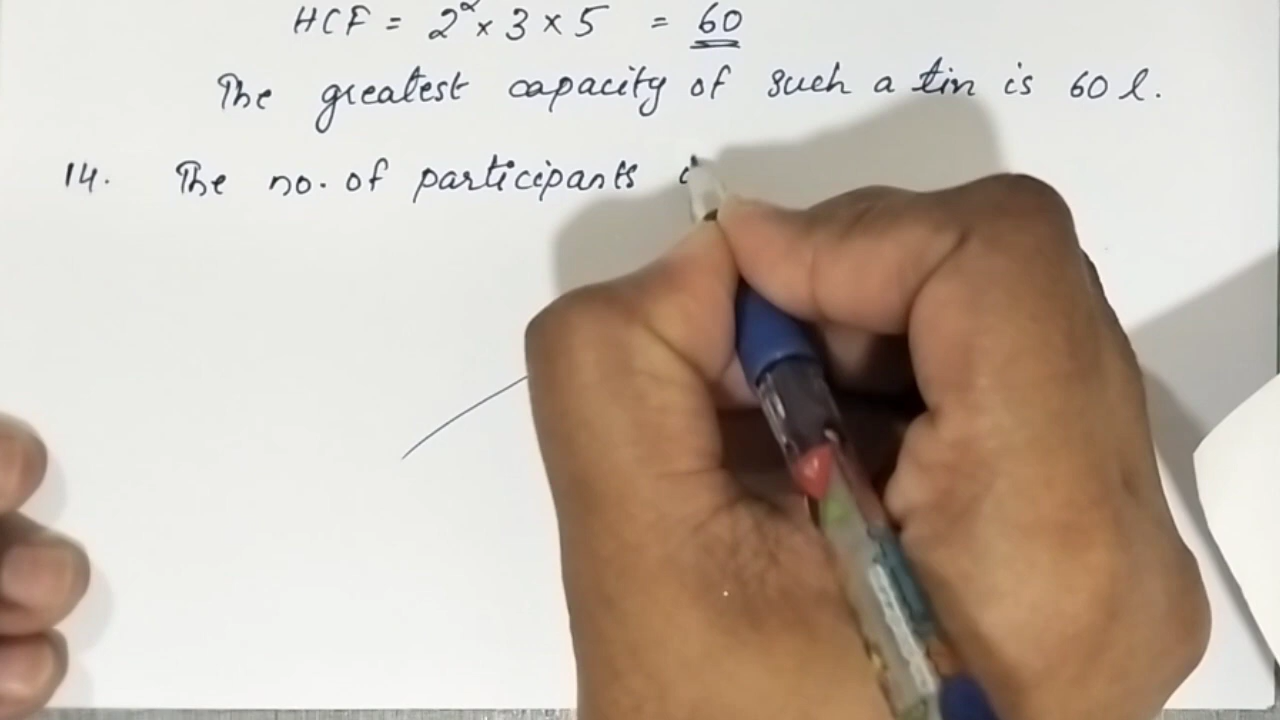 HCF = 2² × 3 × 5 = 60
The greatest capacity of such a tin is 60 l.
14. The no. of participants